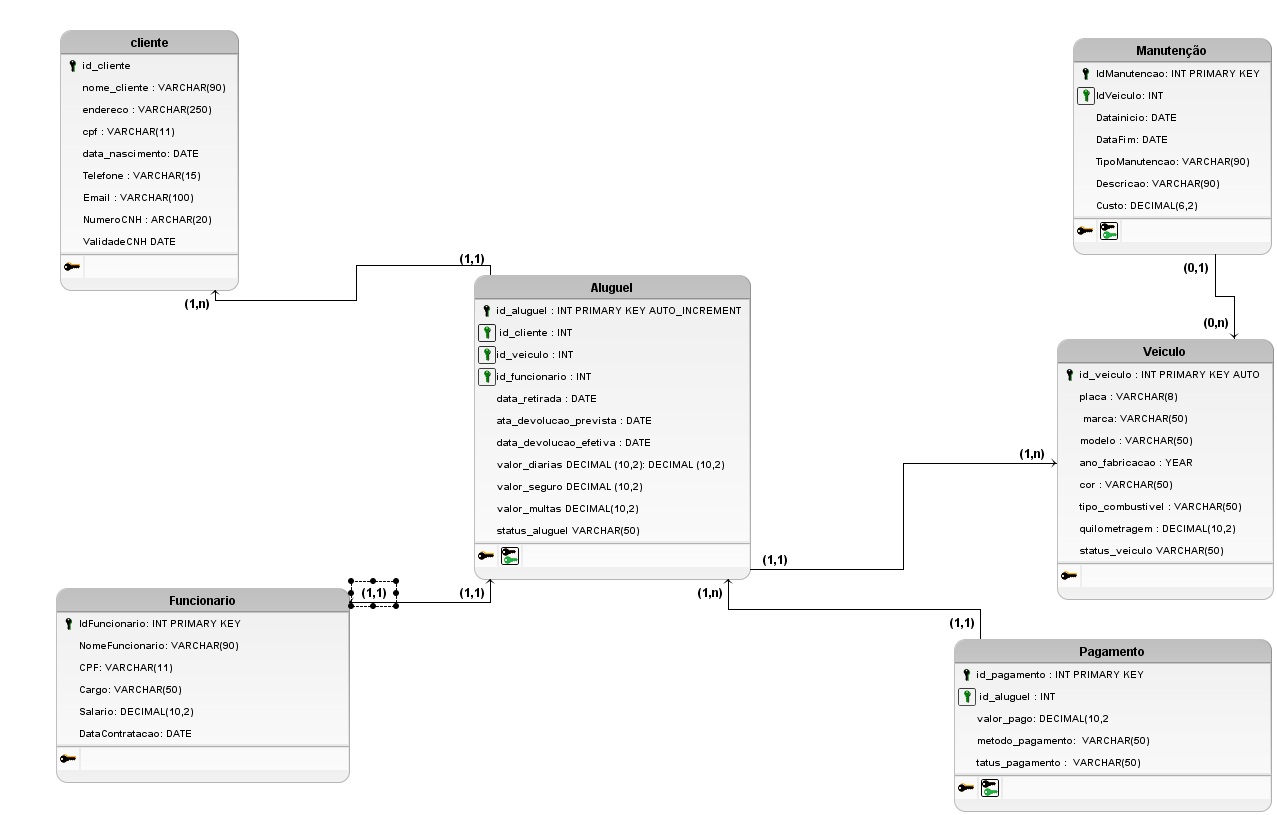 cliente
id_cliente
nome_cliente : VARCHAR(90)
endereco : VARCHAR(250)
cpf : VARCHAR(11)
data_nascimento: DATE
Telefone : VARCHAR(15)
Email : VARCHAR(100)
NumeroCNH : ARCHAR(20)
ValidadeCNH DATE
(1,n)
(1,1)
Manutenção
IdManutencao: INT PRIMARY KEY
IdVeiculo: INT
Datainicio: DATE
DataFim: DATE
TipoManutencao: VARCHAR(90)
Descricao: VARCHAR(90)
Custo: DECIMAL(6,2)
(0,1)
(0,n)
Aluguel
id_aluguel : INT PRIMARY KEY AUTO_INCREMENT
id_cliente : INT
id_veiculo : INT
id_funcionario : INT
data_retirada : DATE
ata_devolucao_prevista : DATE
data_devolucao_efetiva : DATE
valor_diarias DECIMAL (10,2): DECIMAL (10,2)
valor_seguro DECIMAL (10,2)
valor_multas DECIMAL(10,2)
status_aluguel VARCHAR(50)
(1,1)
(1,n)
Veiculo
id_veiculo : INT PRIMARY KEY AUTO
placa : VARCHAR(8)
marca: VARCHAR(50)
modelo : VARCHAR(50)
ano_fabricacao : YEAR
cor : VARCHAR(50)
tipo_combustivel : VARCHAR(50)
quilometragem : DECIMAL(10,2)
status_veiculo VARCHAR(50)
Funcionario
IdFuncionario: INT PRIMARY KEY
NomeFuncionario: VARCHAR(90)
CPF: VARCHAR(11)
Cargo: VARCHAR(50)
Salario: DECIMAL(10,2)
DataContratacao: DATE
(1,1)
(1,1)
(1,n)
(1,1)
Pagamento
id_pagamento : INT PRIMARY KEY
id_aluguel : INT
valor_pago: DECIMAL(10,2
metodo_pagamento: VARCHAR(50)
tatus_pagamento : VARCHAR(50)